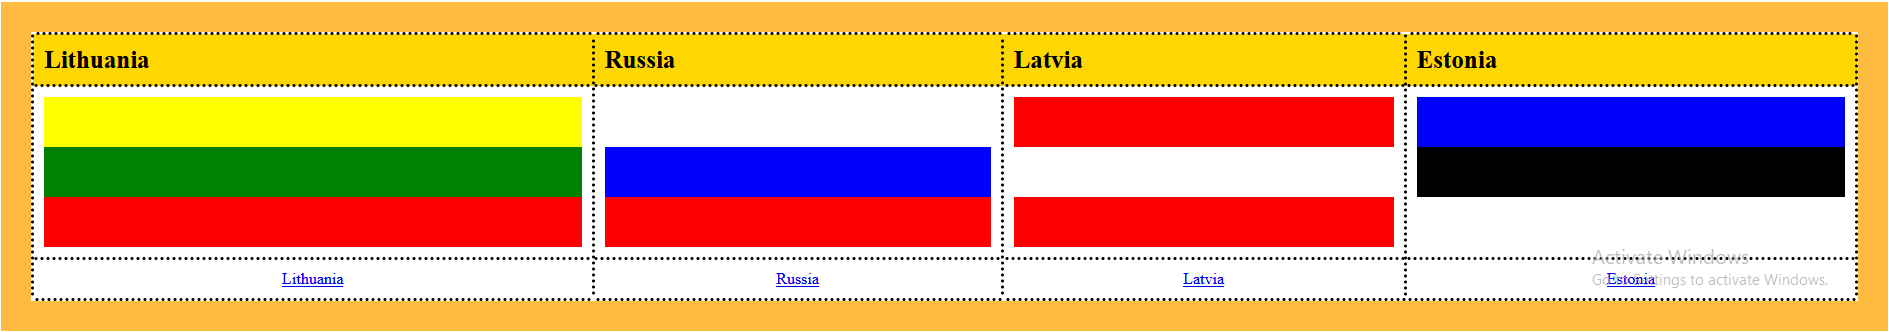 Lithuania
Russia
Latvia
Estonia
Lithuania
Russia
Latvia
Estonia
Activate Windows
Go to Settings to activate Windows.